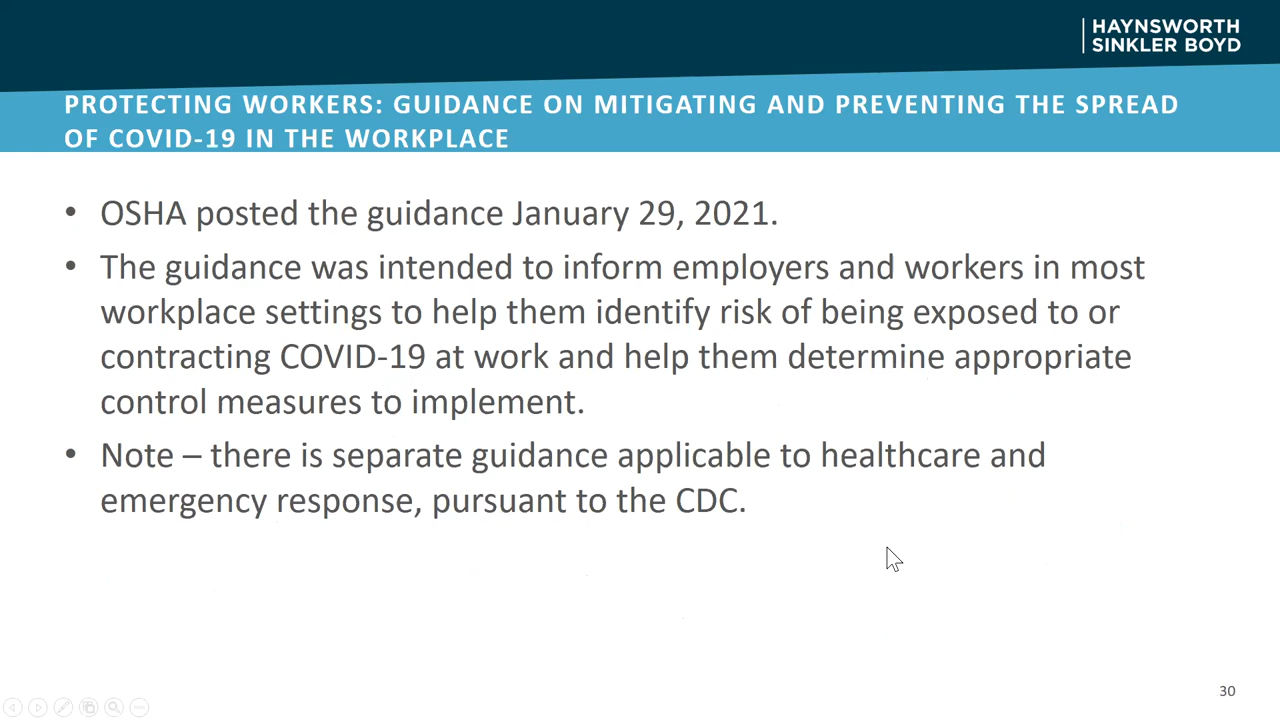 HAYNSWORTH
SINKLER BOYD
PROTECTING WORKERS: GUIDANCE ON MITIGATING AND PREVENTING THE SPREAD
OF COVID-19 IN THE WORKPLACE
• OSHA posted the guidance January 29, 2021.
• The guidance was intended to inform employers and workers in most
workplace settings to help them identify risk of being exposed to or
contracting COVID-19 at work and help them determine appropriate
control measures to implement.
• Note – there is separate guidance applicable to healthcare and
emergency response, pursuant to the CDC.
30